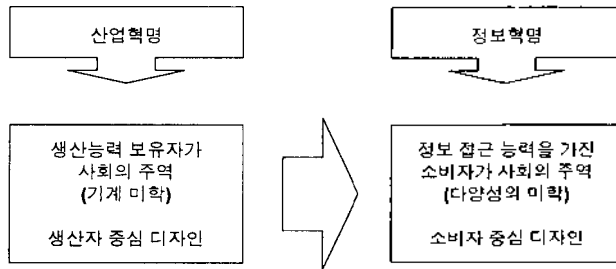 산업혁명
정보혁명
생산능력 보유자가
사회의 주역
(기계 미학)
생산자 중심 디자인
정보 접근 능력을 가진
소비자가 사회의 주역
(다양성의 미학)
소비자 중심 디자인